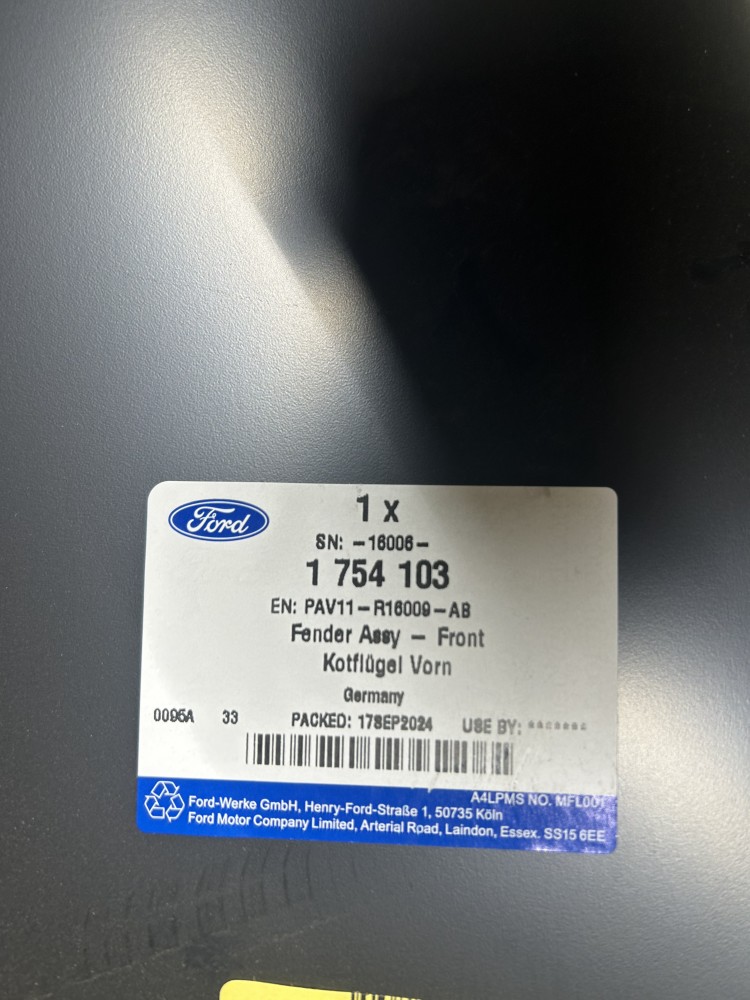 Ford
1 x
SN: -16006-
1 754 103
EN: PAV11-R16009-AB
Fender Assy - Front
Kotflügel Vorn
Germany
0095A 33 PACKED: 17SEP2024 USE BY: *******
A4LPMS NO. MFL001
Ford-Werke GmbH, Henry-Ford-Straße 1, 50735 Köln
Ford Motor Company Limited, Arterial Road, Laindon, Essex. SS15 6EE